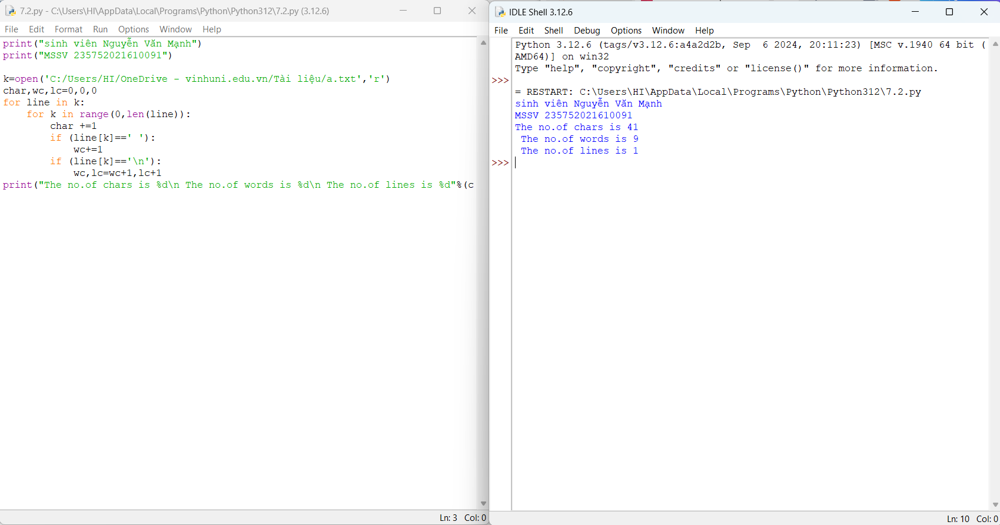 7.2.py - C:\Users\HI\AppData\Local\Programs\Python\Python312\7.2.py (3.12.6)
File Edit Format Run Options Window Help
print("sinh viên Nguyễn Văn Mạnh")
print("MSSV 235752021610091")
k=open('C:/Users/HI/OneDrive - vinhuni.edu.vn/Tài liệu/a.txt','r')
char,wc,lc=0,0,0
for line in k:
    for k in range(0,len(line)):
        char +=1
        if (line[k]==' '):
            wc+=1
        if (line[k]=='\n'):
            wc,lc=wc+1,lc+1
print("The no.of chars is %d\n The no.of words is %d\n The no.of lines is %d"%(c
Ln: 3 Col: 0
IDLE Shell 3.12.6
File Edit Shell Debug Options Window Help
Python 3.12.6 (tags/v3.12.6:a4a2d2b, Sep  6 2024, 20:11:23) [MSC v.1940 64 bit (
AMD64)] on win32
Type "help", "copyright", "credits" or "license()" for more information.
>>>
= RESTART: C:\Users\HI\AppData\Local\Programs\Python\Python312\7.2.py
sinh viên Nguyễn Văn Mạnh
MSSV 235752021610091
The no.of chars is 41
 The no.of words is 9
 The no.of lines is 1
>>>
Ln: 10 Col: 0